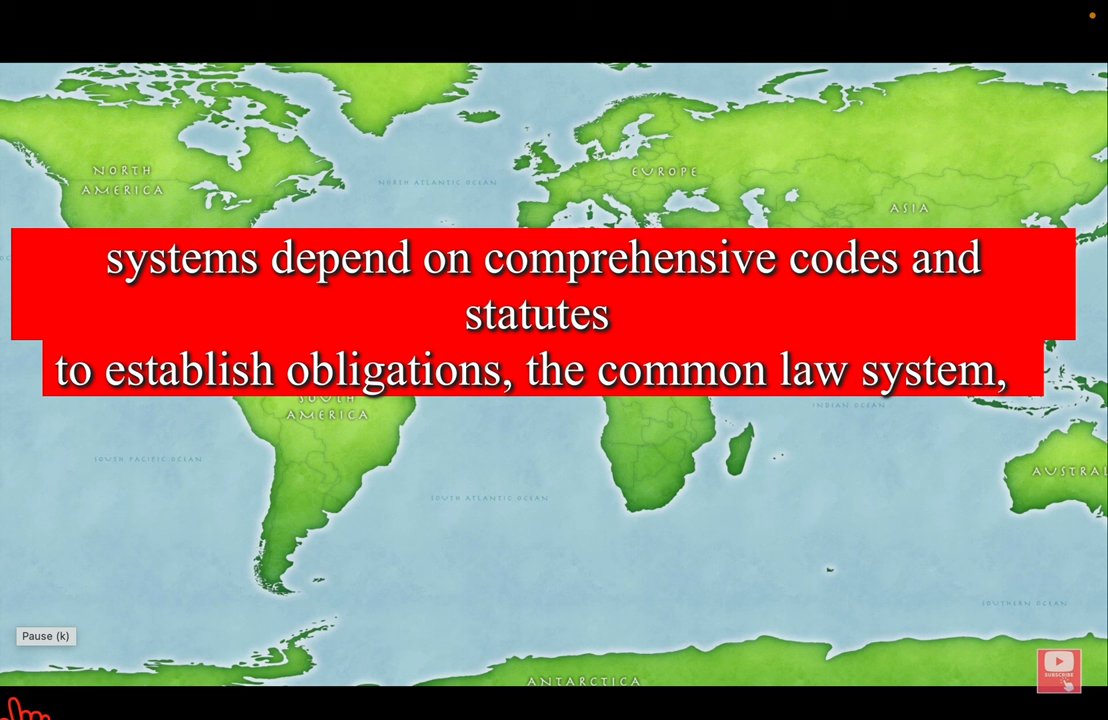 NORTH
AMERICA
NORTH ATLANTIC OCEAN
EUROPE
ASIA
systems depend on comprehensive codes and
statutes
to establish obligations, the common law system,
AMERICA
INDIAN OCEAN
SOUTH PACIFIC OCEAN
SOUTH ATLANTIC OCEAN
AUSTRAL
SOUTHERN OCEAN
Pause (k)
SUBSCRIBE
ANTARCTICA